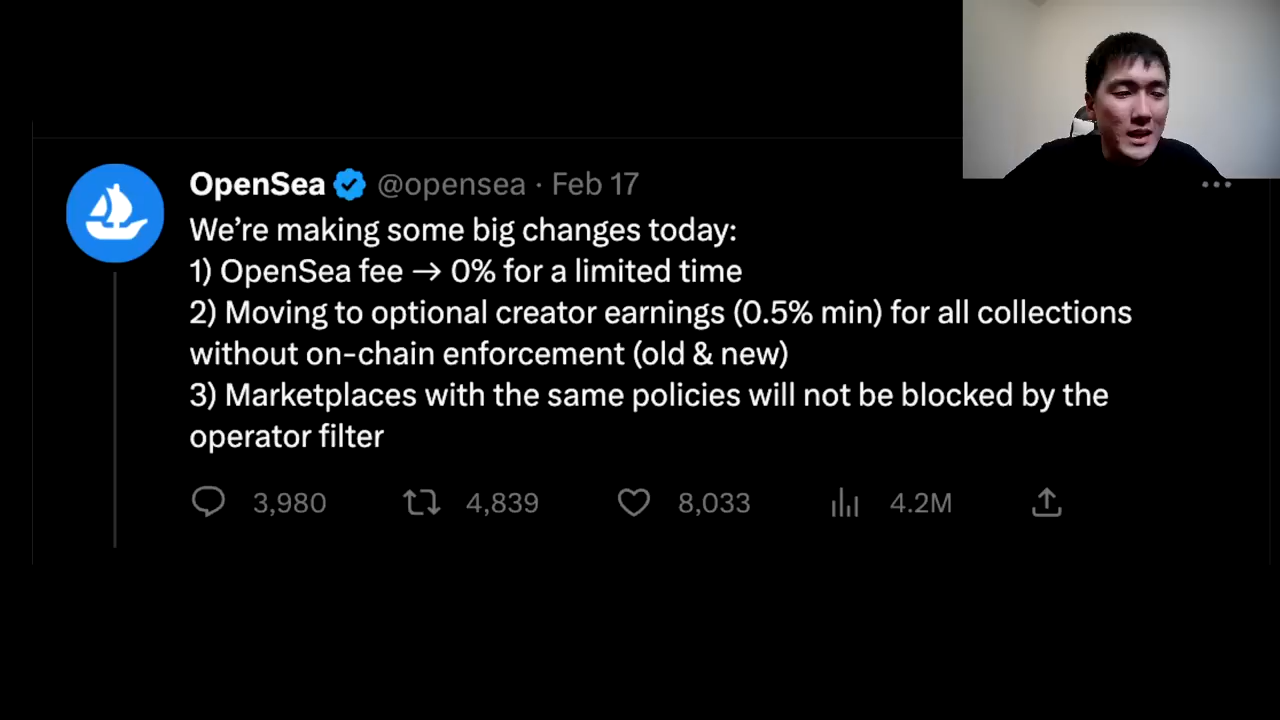 OpenSea @opensea · Feb 17
We’re making some big changes today:
1) OpenSea fee → 0% for a limited time
2) Moving to optional creator earnings (0.5% min) for all collections
without on-chain enforcement (old & new)
3) Marketplaces with the same policies will not be blocked by the
operator filter
3,980 4,839 8,033 4.2M